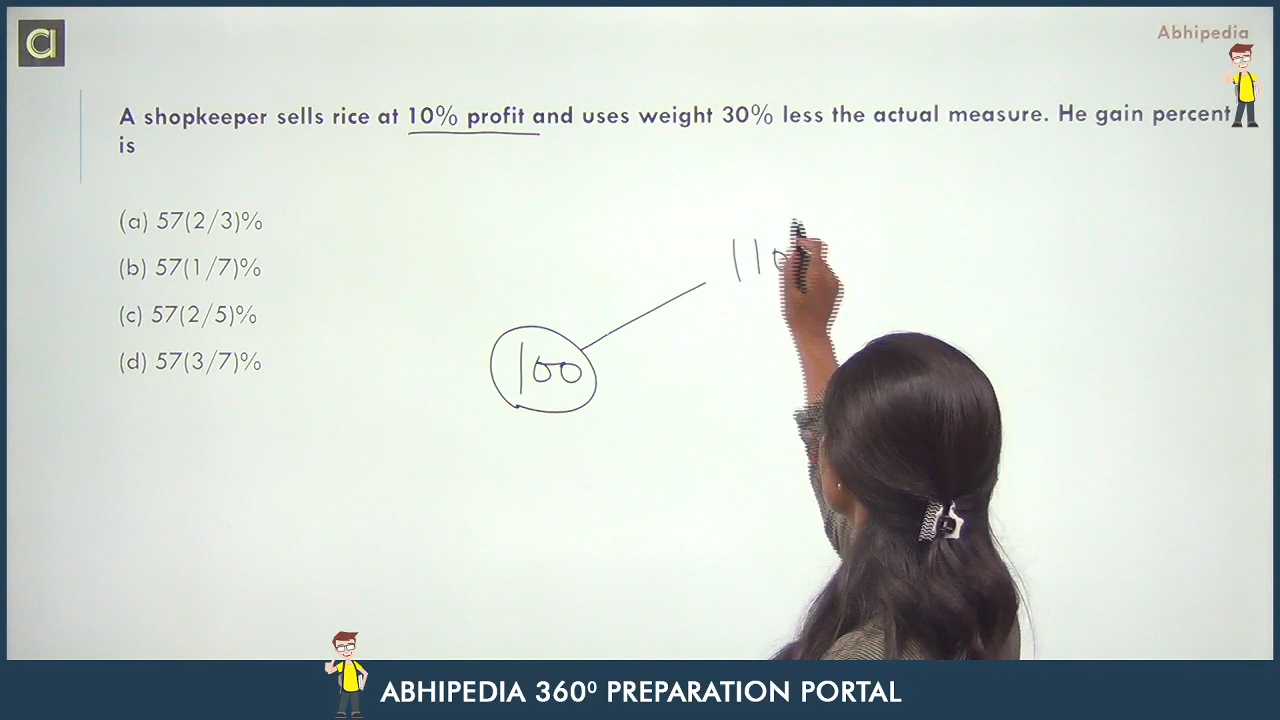 a
Abhipedia
A shopkeeper sells rice at 10% profit and uses weight 30% less the actual measure. He gain percent
is
(a) 57(2/3)%
(b) 57(1/7)%
(c) 57(2/5)%
(d) 57(3/7)%
110
100
ABHIPEDIA 360⁰ PREPARATION PORTAL